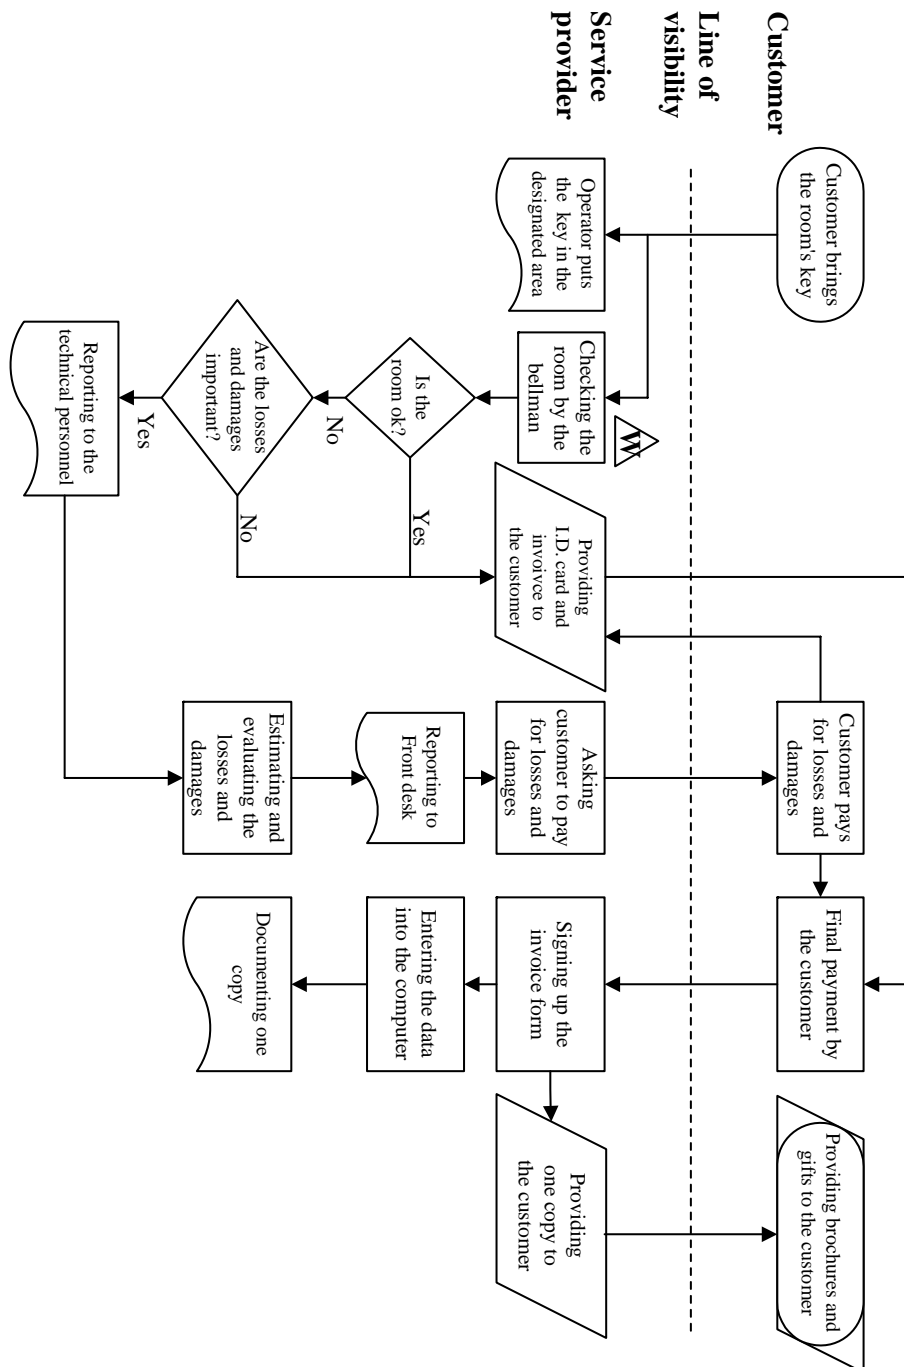 Customer
Line of
visibility
Service
provider
Customer brings
the room's key
Operator puts
the key in the
designated area
Checking the
room by the
bellman
W
Is the
room ok?
No
Yes
Are the losses
and damages
important?
Yes
No
Reporting to the
technical personnel
Providing
I.D. card and
invoivce to
the customer
Customer pays
for losses and
damages
Asking
customer to pay
for losses and
damages
Reporting to
Front desk
Estimating and
evaluating the
losses and
damages
Final payment by
the customer
Signing up the
invoice form
Entering the data
into the computer
Documenting one
copy
Providing brochures and
gifts to the customer
Providing
one copy to
the customer